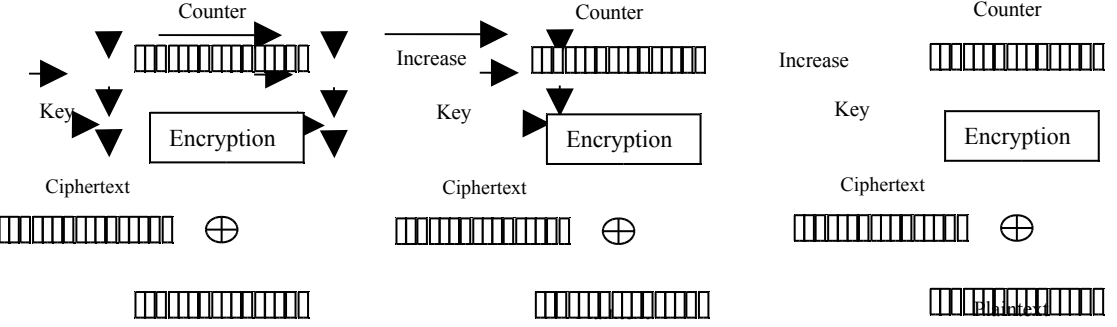 Counter
Counter
Counter
Increase
Increase
Key
Key
Key
Encryption
Encryption
Encryption
Ciphertext
Ciphertext
Ciphertext
Plaintext